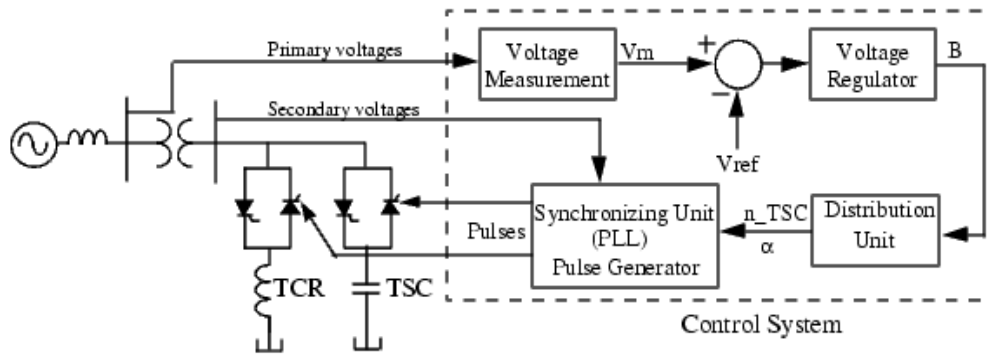 Primary voltages
Voltage
Measurement
Vm
+
−
Vref
Voltage
Regulator
B
Secondary voltages
Synchronizing Unit
(PLL)
Pulse Generator
Pulses
n_TSC
α
Distribution
Unit
TCR
TSC
Control System